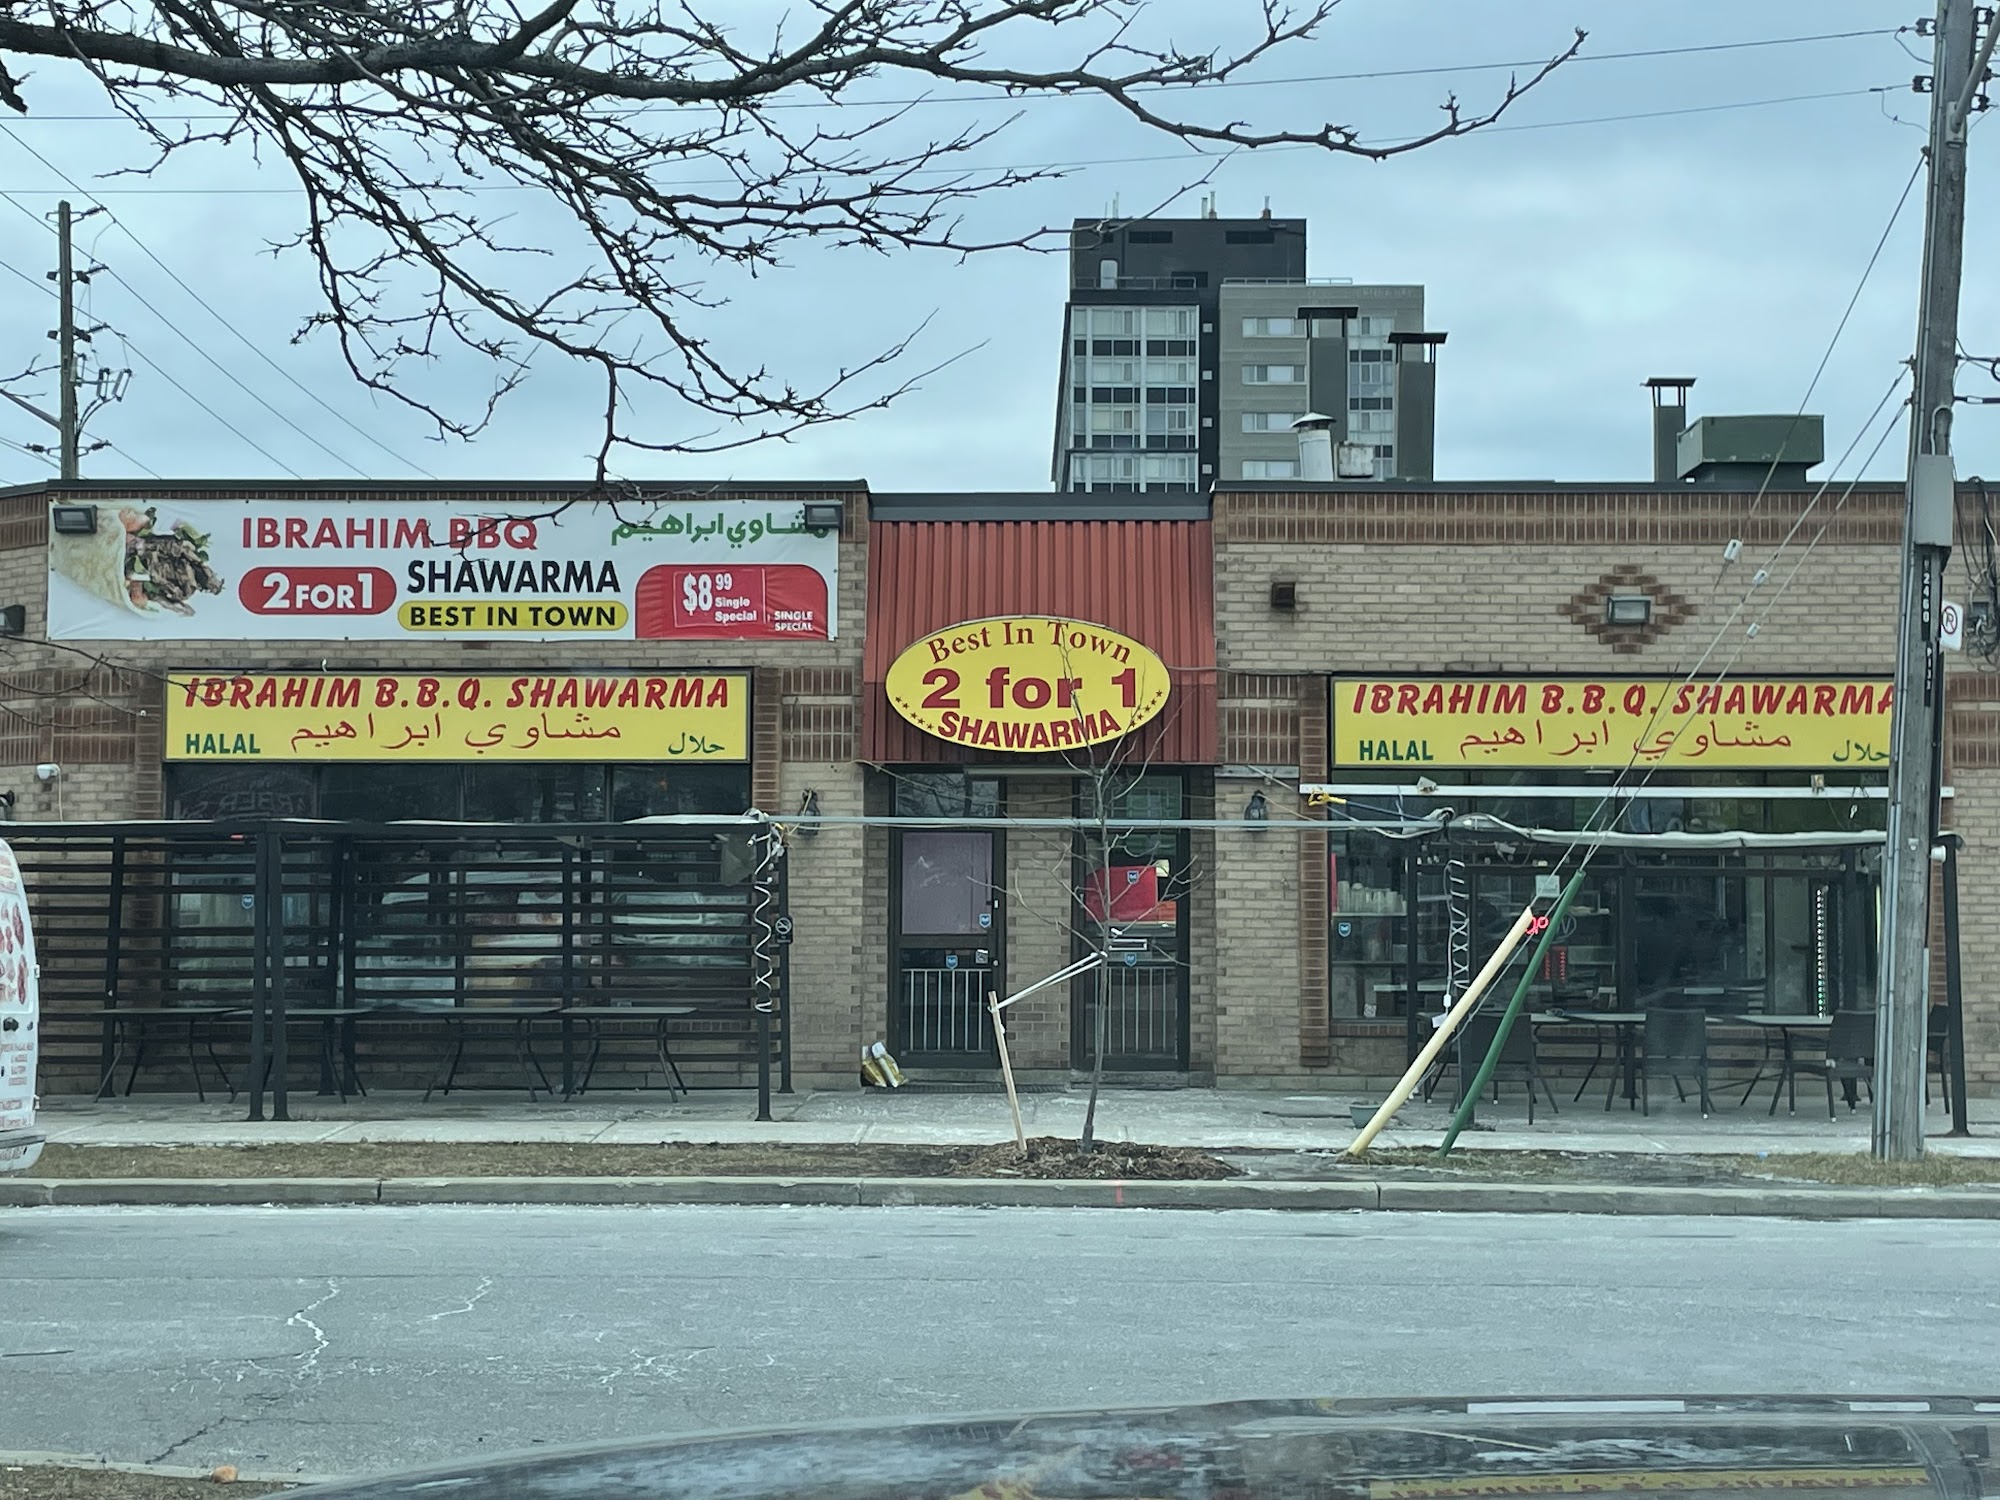 IBRAHIM BBQ
مشاوي ابراهيم
2 FOR 1
SHAWARMA
BEST IN TOWN
$8.99
Single
Special
SINGLE
SPECIAL
IBRAHIM B.B.Q. SHAWARMA
مشاوي ابراهيم
HALAL
حلال
Best In Town
2 for 1
SHAWARMA
IBRAHIM B.B.Q. SHAWARMA
مشاوي ابراهيم
HALAL
حلال